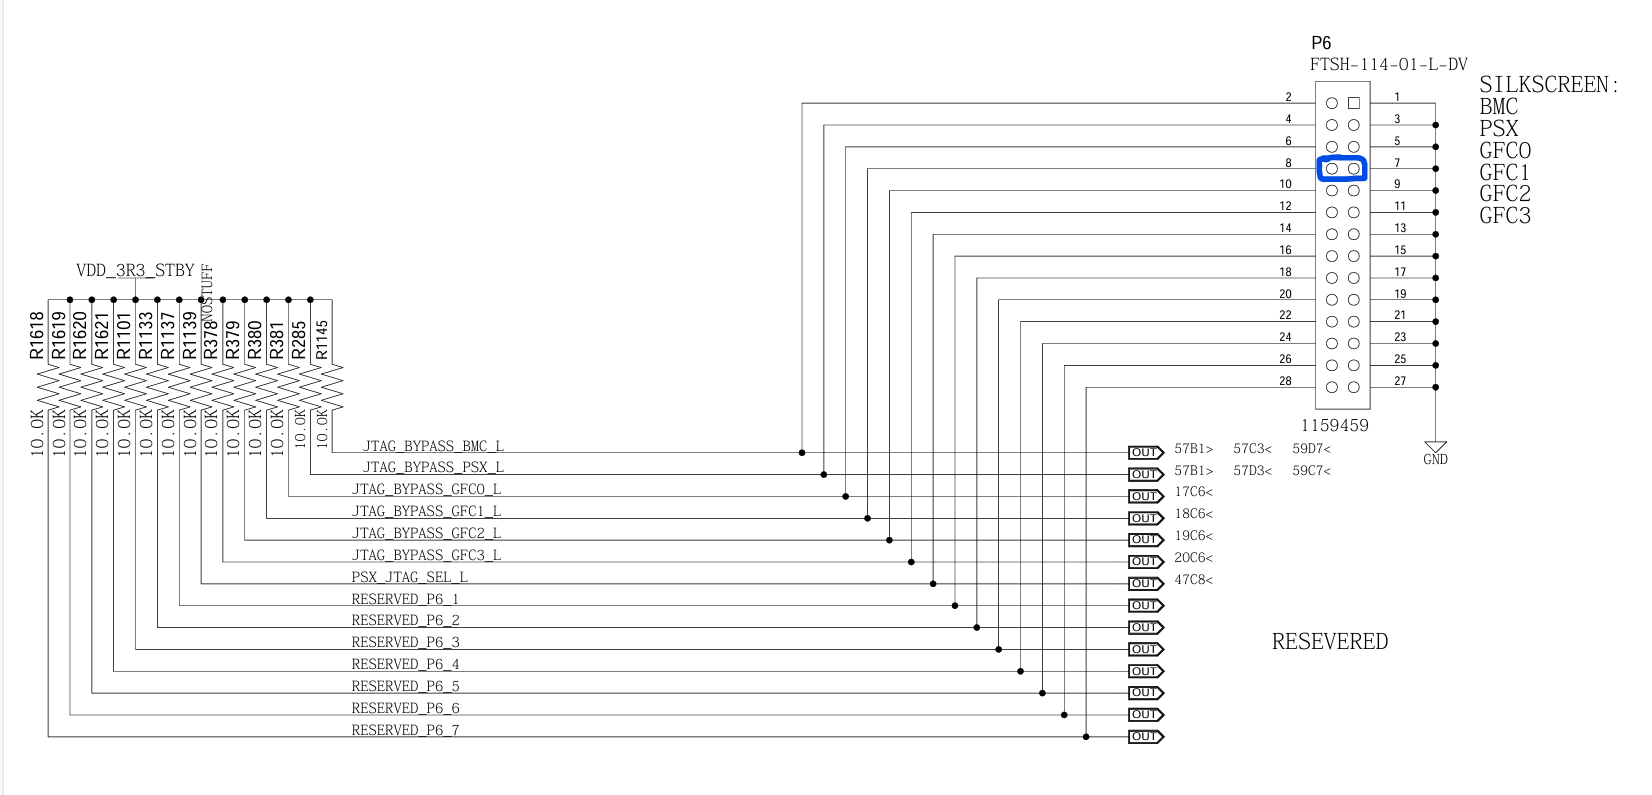 P6
FTSH-114-01-L-DV
SILKSCREEN:
BMC
PSX
GFC0
GFC1
GFC2
GFC3
2 1
4 3
6 5
8 7
10 9
12 11
14 13
16 15
18 17
20 19
22 21
24 23
26 25
28 27
1159459
GND
VDD_3R3_STBY
NOSTUFF
R1618
R1619
R1620
R1621
R1101
R1133
R1137
R1139
R378
R379
R380
R381
R285
R1145
10.0K
10.0K
10.0K
10.0K
10.0K
10.0K
10.0K
10.0K
10.0K
10.0K
10.0K
10.0K
10.0K
10.0K
JTAG_BYPASS_BMC_L OUT 57B1> 57C3< 59D7<
JTAG_BYPASS_PSX_L OUT 57B1> 57D3< 59C7<
JTAG_BYPASS_GFC0_L OUT 17C6<
JTAG_BYPASS_GFC1_L OUT 18C6<
JTAG_BYPASS_GFC2_L OUT 19C6<
JTAG_BYPASS_GFC3_L OUT 20C6<
PSX_JTAG_SEL_L OUT 47C8<
RESERVED_P6_1 OUT
RESERVED_P6_2 OUT
RESERVED_P6_3 OUT
RESERVED_P6_4 OUT
RESERVED_P6_5 OUT
RESERVED_P6_6 OUT
RESERVED_P6_7 OUT
RESEVERED